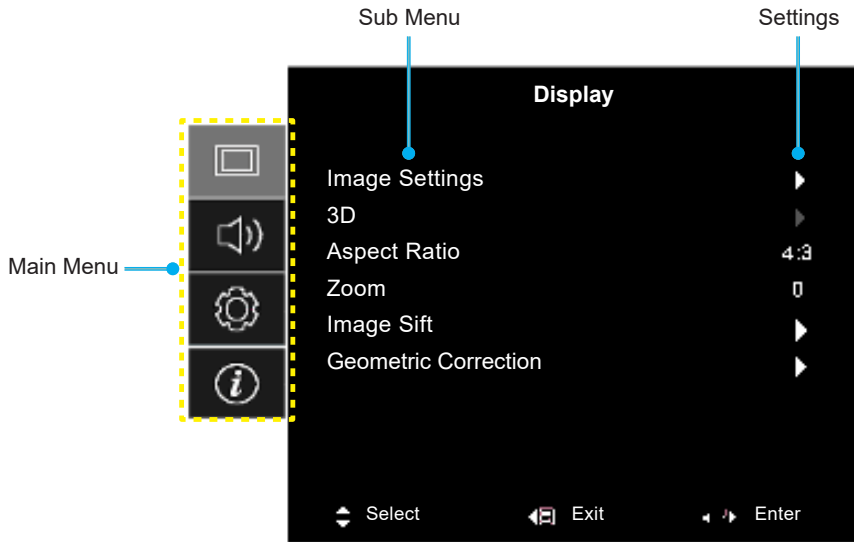 Sub Menu Settings
Display
Image Settings
3D
Aspect Ratio 4:3
Main Menu
Zoom 0
Image Sift
Geometric Correction
Select Exit Enter